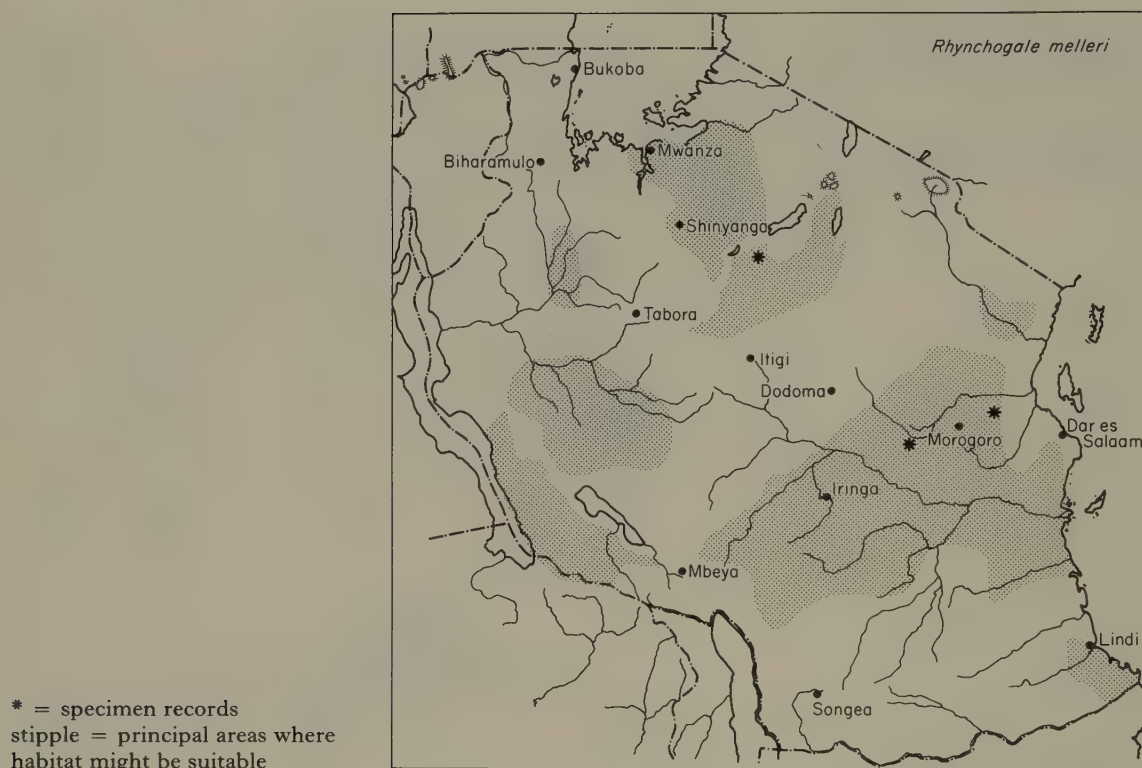 Rhynchogale melleri
Bukoba
Biharamulo
Mwanza
Shinyanga
Tabora
Itigi
Dodoma
Morogoro
Dar es
Salaam
Iringa
Mbeya
Lindi
Songea
* = specimen records
stipple = principal areas where
habitat might be suitable